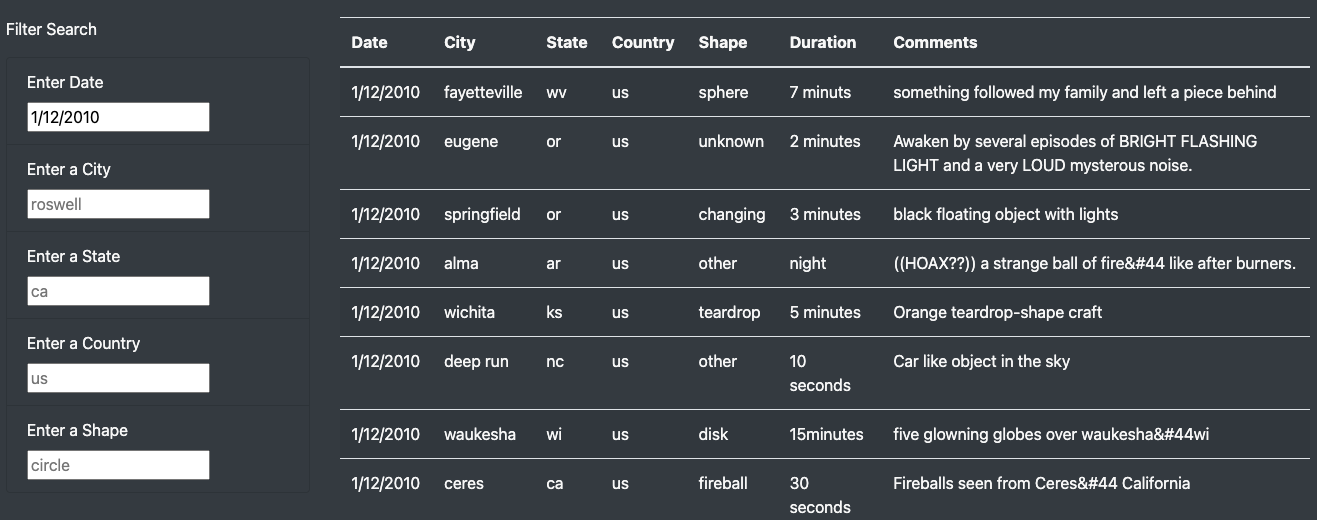 Filter Search
Enter Date
1/12/2010
Enter a City
roswell
Enter a State
ca
Enter a Country
us
Enter a Shape
circle
Date City State Country Shape Duration Comments
1/12/2010 fayetteville wv us sphere 7 minuts something followed my family and left a piece behind
1/12/2010 eugene or us unknown 2 minutes Awaken by several episodes of BRIGHT FLASHING
LIGHT and a very LOUD mysterous noise.
1/12/2010 springfield or us changing 3 minutes black floating object with lights
1/12/2010 alma ar us other night ((HOAX??)) a strange ball of fire&#44 like after burners.
1/12/2010 wichita ks us teardrop 5 minutes Orange teardrop-shape craft
1/12/2010 deep run nc us other 10 Car like object in the sky
seconds
1/12/2010 waukesha wi us disk 15minutes five glowning globes over waukesha&#44wi
1/12/2010 ceres ca us fireball 30 Fireballs seen from Ceres&#44 California
seconds